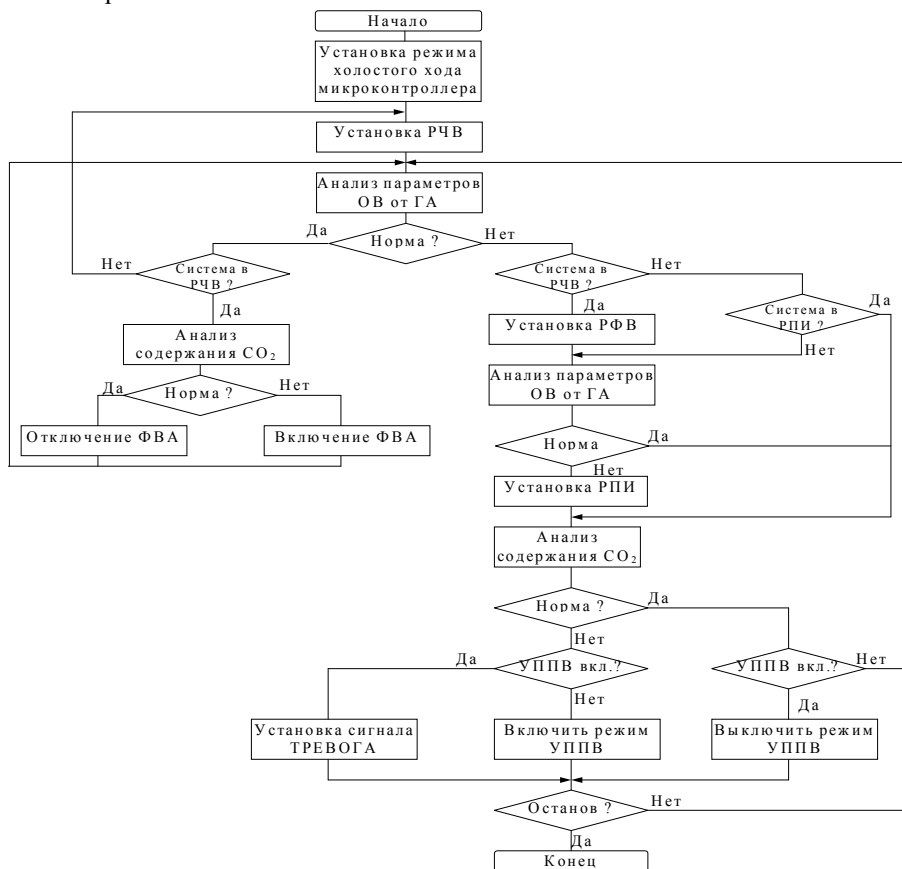 Начало
Установка режима
холостого хода
микроконтроллера
Установка РЧВ
Анализ параметров
ОВ от ГА
Да
Норма ?
Нет
Нет
Система в
РЧВ ?
Да
Анализ
содержания CO₂
Да
Норма ?
Нет
Отключение ФВА
Включение ФВА
Система в
РЧВ ?
Нет
Да
Установка РФВ
Система в
РПИ ?
Да
Нет
Анализ параметров
ОВ от ГА
Норма
Да
Нет
Установка РПИ
Анализ
содержания CO₂
Норма ?
Да
Нет
Да
УППВ вкл.?
Нет
УППВ вкл.?
Нет
Да
Установка сигнала
ТРЕВОГА
Включить режим
УППВ
Выключить режим
УППВ
Останов ?
Нет
Да
Конец